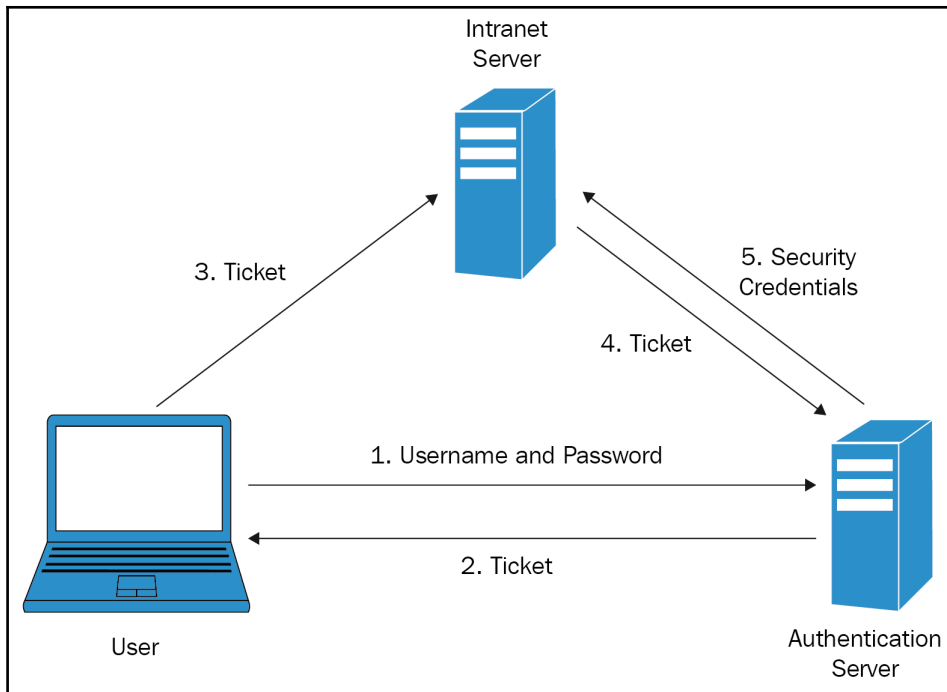 Intranet
Server
3. Ticket
5. Security
Credentials
4. Ticket
1. Username and Password
2. Ticket
User
Authentication
Server